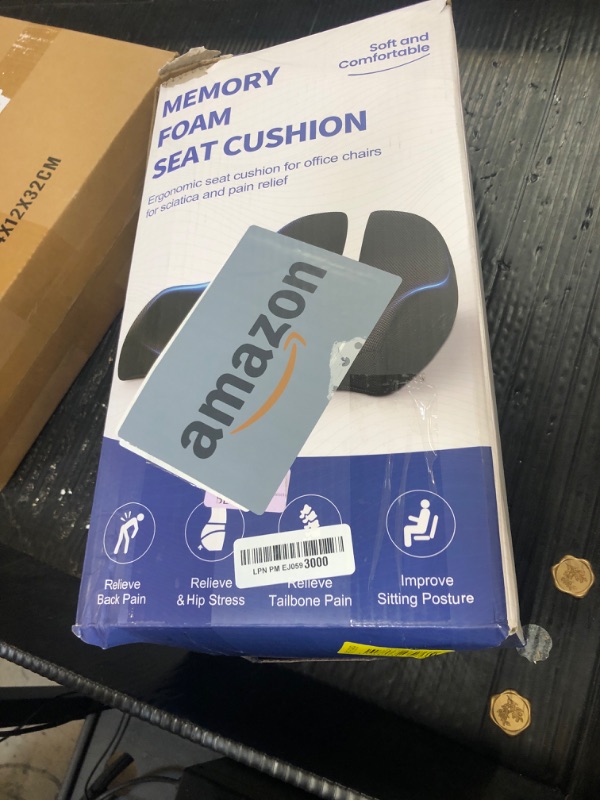 Soft and
Comfortable
MEMORY
FOAM
SEAT CUSHION
Ergonomic seat cushion for office chairs
for sciatica and pain relief
X12X32CM
amazon
LPN PM EJ059 3000
Relieve
Back Pain
Relieve
& Hip Stress
Relieve
Tailbone Pain
Improve
Sitting Posture